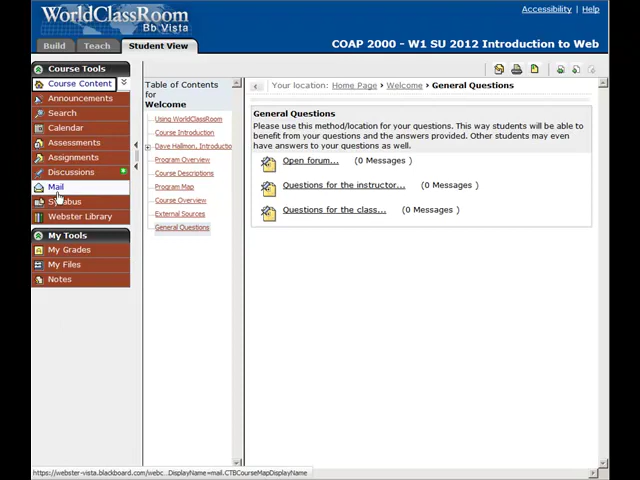 Accessibility | Help
WorldClassRoom
Bb Vista
Build Teach Student View
COAP 2000 - W1 SU 2012 Introduction to Web
Course Tools
Course Content
Announcements
Search
Calendar
Assessments
Assignments
Discussions
Mail
Syllabus
Webster Library
My Tools
My Grades
My Files
Notes
Table of Contents
for
Welcome
Using WorldClassRoom
Course Introduction
Dave Hallmon, Introductio
Program Overview
Course Descriptions
Program Map
Course Overview
External Sources
General Questions
Your location: Home Page › Welcome › General Questions
General Questions
Please use this method/location for your questions. This way students will be able to
benefit from your questions and the answers provided. Other students may even
have answers to your questions as well.
Open forum... (0 Messages )
Questions for the instructor... (0 Messages )
Questions for the class... (0 Messages )
https://webster-vista.blackboard.com/webc...DisplayName=mail.CTBCourseMapDisplayName